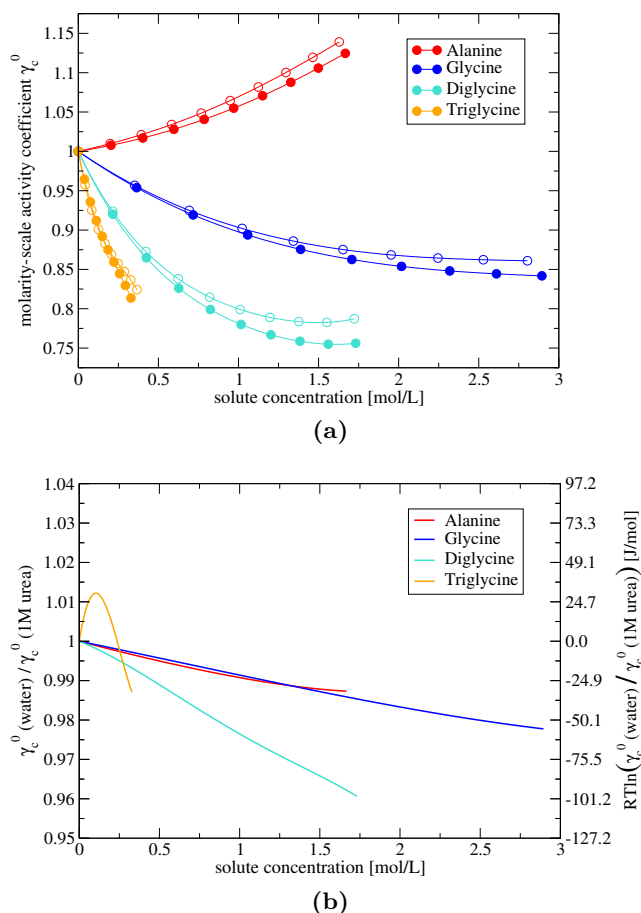 1.15
1.1
1.05
1
0.95
0.9
0.85
0.8
0.75
molarity-scale activity coefficient γc0
Alanine
Glycine
Diglycine
Triglycine
0 0.5 1 1.5 2 2.5 3
solute concentration [mol/L]
(a)
1.04
1.03
1.02
1.01
1
0.99
0.98
0.97
0.96
0.95
γc0 (water) / γc0 (1M urea)
Alanine
Glycine
Diglycine
Triglycine
97.2
73.3
49.1
24.7
0.0
-24.9
-50.1
-75.5
-101.2
-127.2
RTln(γc0 (water) / γc0 (1M urea)) [J/mol]
0 0.5 1 1.5 2 2.5 3
solute concentration [mol/L]
(b)